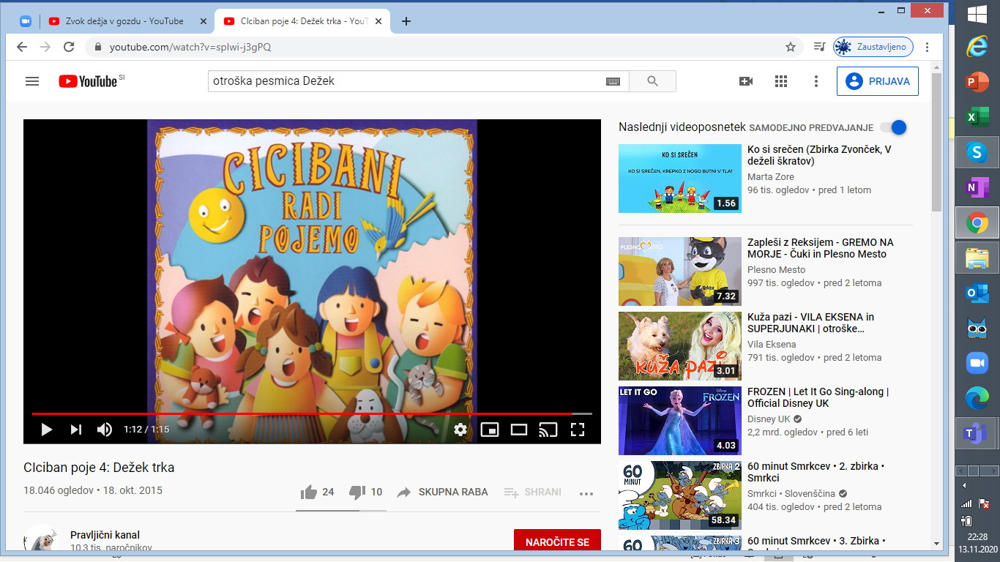 Zvok dežja v gozdu - YouTube
CIciban poje 4: Dežek trka - YouT
youtube.com/watch?v=spIwi-j3gPQ
Zaustavljeno
YouTube SI
otroška pesmica Dežek
PRIJAVA
CICIBANI
RADI
POJEMO
1:12 / 1:15
CIciban poje 4: Dežek trka
18.046 ogledov • 18. okt. 2015
24
10
SKUPNA RABA
SHRANI
Pravljični kanal
10,3 tis. naročnikov
NAROČITE SE
Naslednji videoposnetek
SAMODEJNO PREDVAJANJE
KO SI SREČEN
KO SI SREČEN, KREPKO Z NOGO BUTNI V TLA!
1.56
Ko si srečen (Zbirka Zvonček, V
deželi škratov)
Marta Zore
96 tis. ogledov • pred 1 letom
PLESNO MESTO
Relax
7.32
Zapleši z Reksijem - GREMO NA
MORJE - Čuki in Plesno Mesto
Plesno Mesto
997 tis. ogledov • pred 2 letoma
KUŽA PAZI
3.01
Kuža pazi - VILA EKSENA in
SUPERJUNAKI | otroške...
Vila Eksena
791 tis. ogledov • pred 2 letoma
LET IT GO
Disney
FROZEN
4.03
FROZEN | Let It Go Sing-along |
Official Disney UK
Disney UK
2,2 mrd. ogledov • pred 6 leti
60
MINUT
ZBIRKA 2
58.34
60 minut Smrkcev • 2. zbirka •
Smrkci
Smrkci • Slovenščina
404 tis. ogledov • pred 2 letoma
60
ZBIRKA 3
60 minut Smrkcev • 3. Zbirka •
22:28
13.11.2020